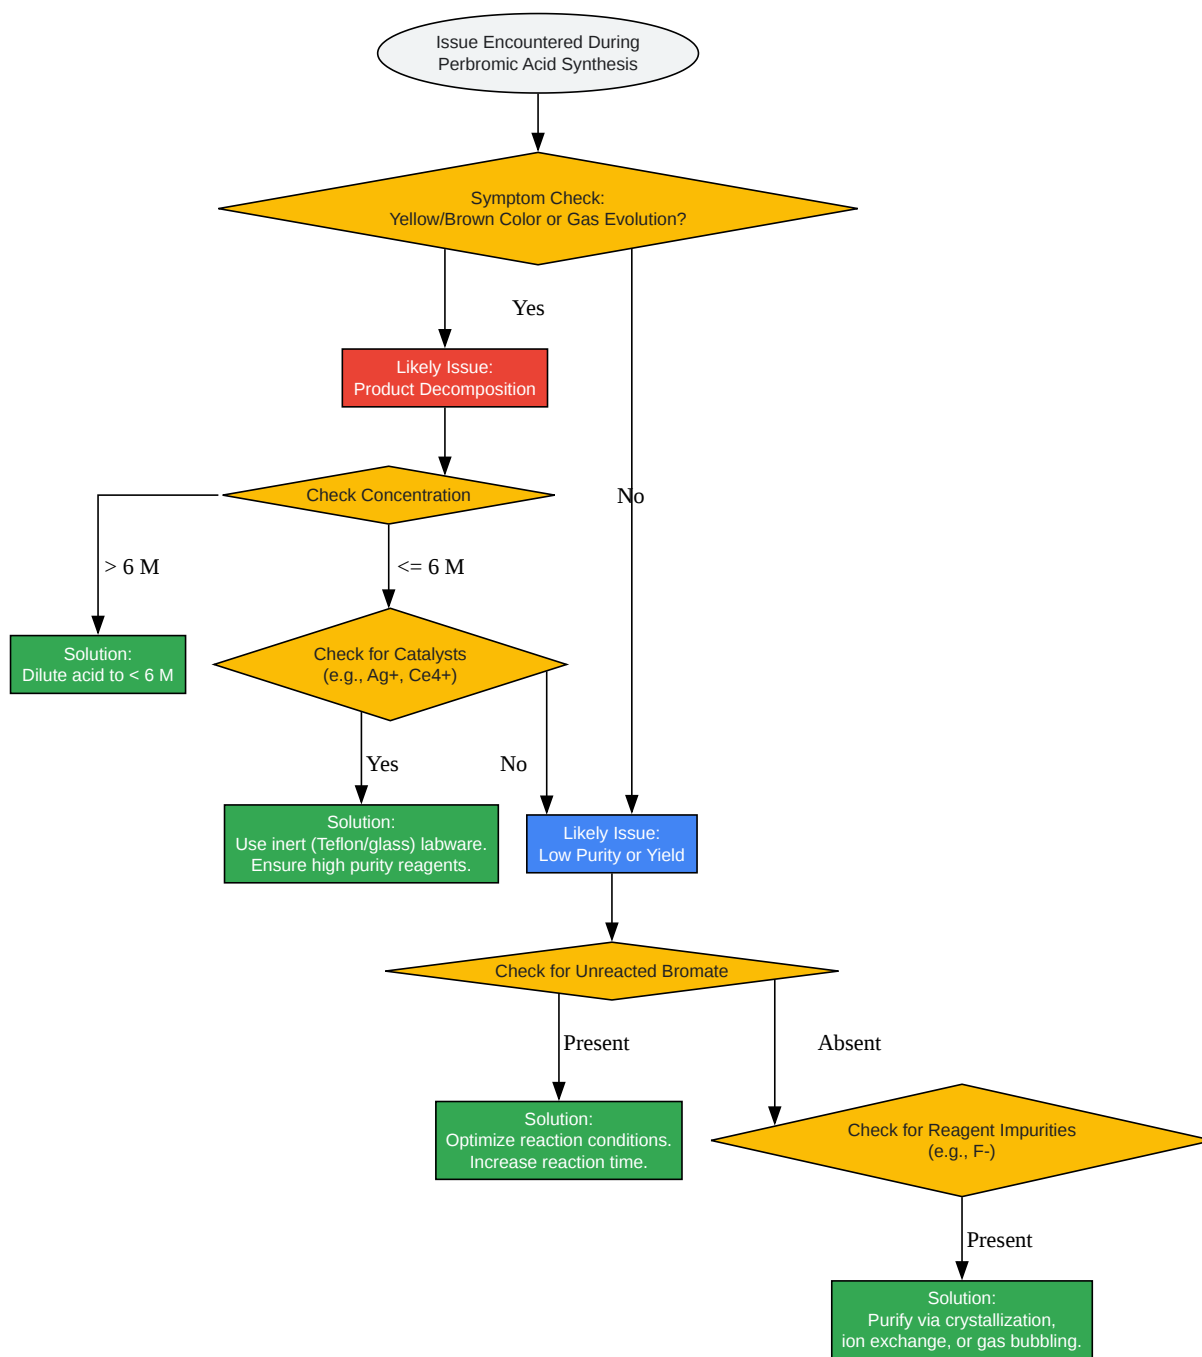 Issue Encountered During
Perbromic Acid Synthesis
Symptom Check:
Yellow/Brown Color or Gas Evolution?
Yes
Likely Issue:
Product Decomposition
Check Concentration
No
> 6 M
<= 6 M
Solution:
Dilute acid to < 6 M
Check for Catalysts
(e.g., Ag+, Ce4+)
Yes
No
Solution:
Use inert (Teflon/glass) labware.
Ensure high purity reagents.
Likely Issue:
Low Purity or Yield
Check for Unreacted Bromate
Present
Absent
Solution:
Optimize reaction conditions.
Increase reaction time.
Check for Reagent Impurities
(e.g., F-)
Present
Solution:
Purify via crystallization,
ion exchange, or gas bubbling.